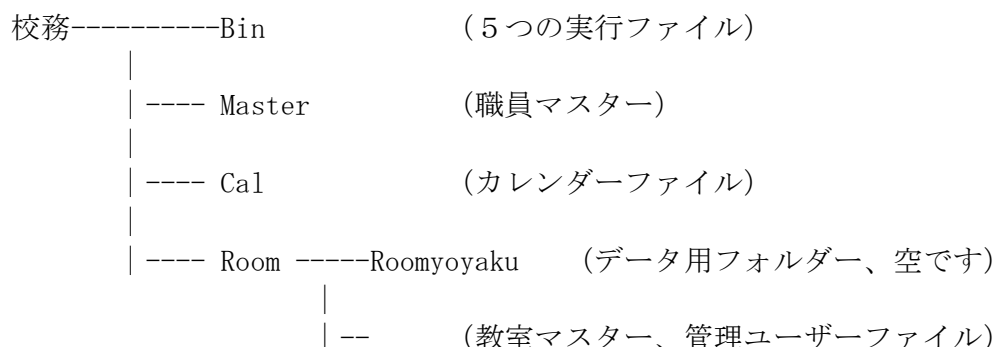 校務----------Bin （５つの実行ファイル）
|
|---- Master （職員マスター）
|
|---- Cal （カレンダーファイル）
|
|---- Room -----Roomyoyaku （データ用フォルダー、空です）
|
|-- （教室マスター、管理ユーザーファイル）